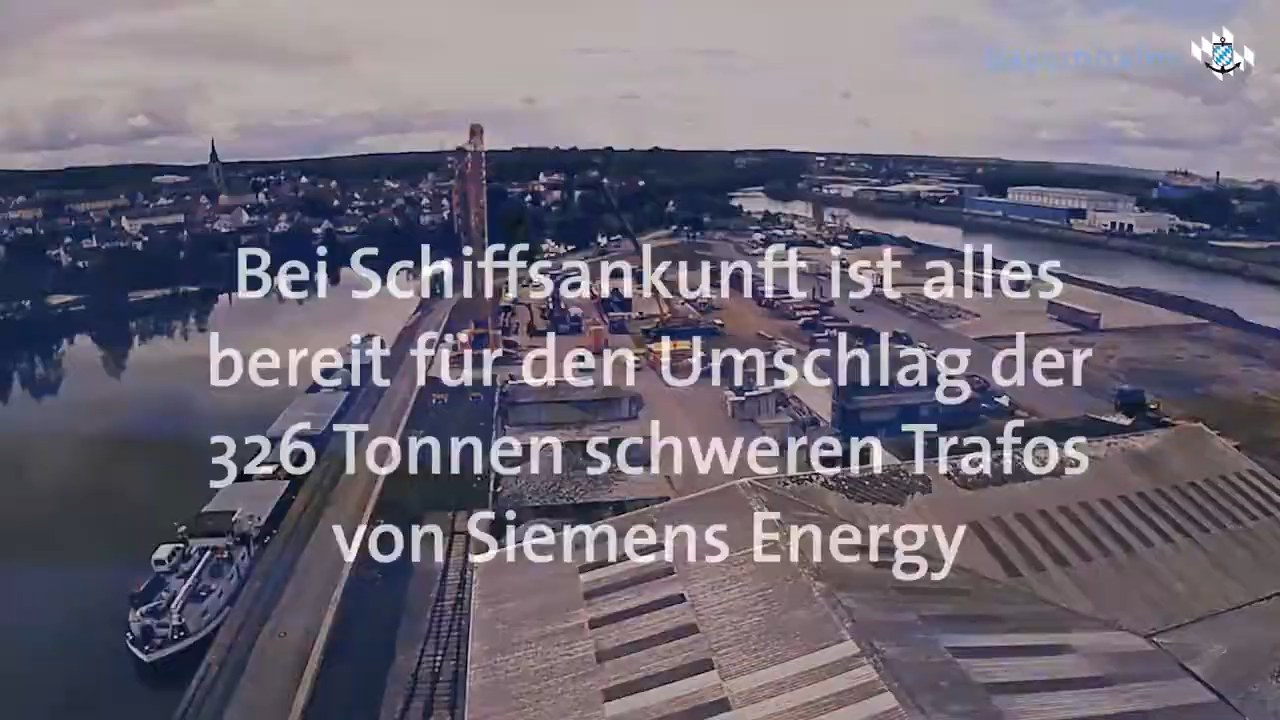 Bei Schiffsankunft ist alles
bereit für den Umschlag der
326 Tonnen schweren Trafos
von Siemens Energy